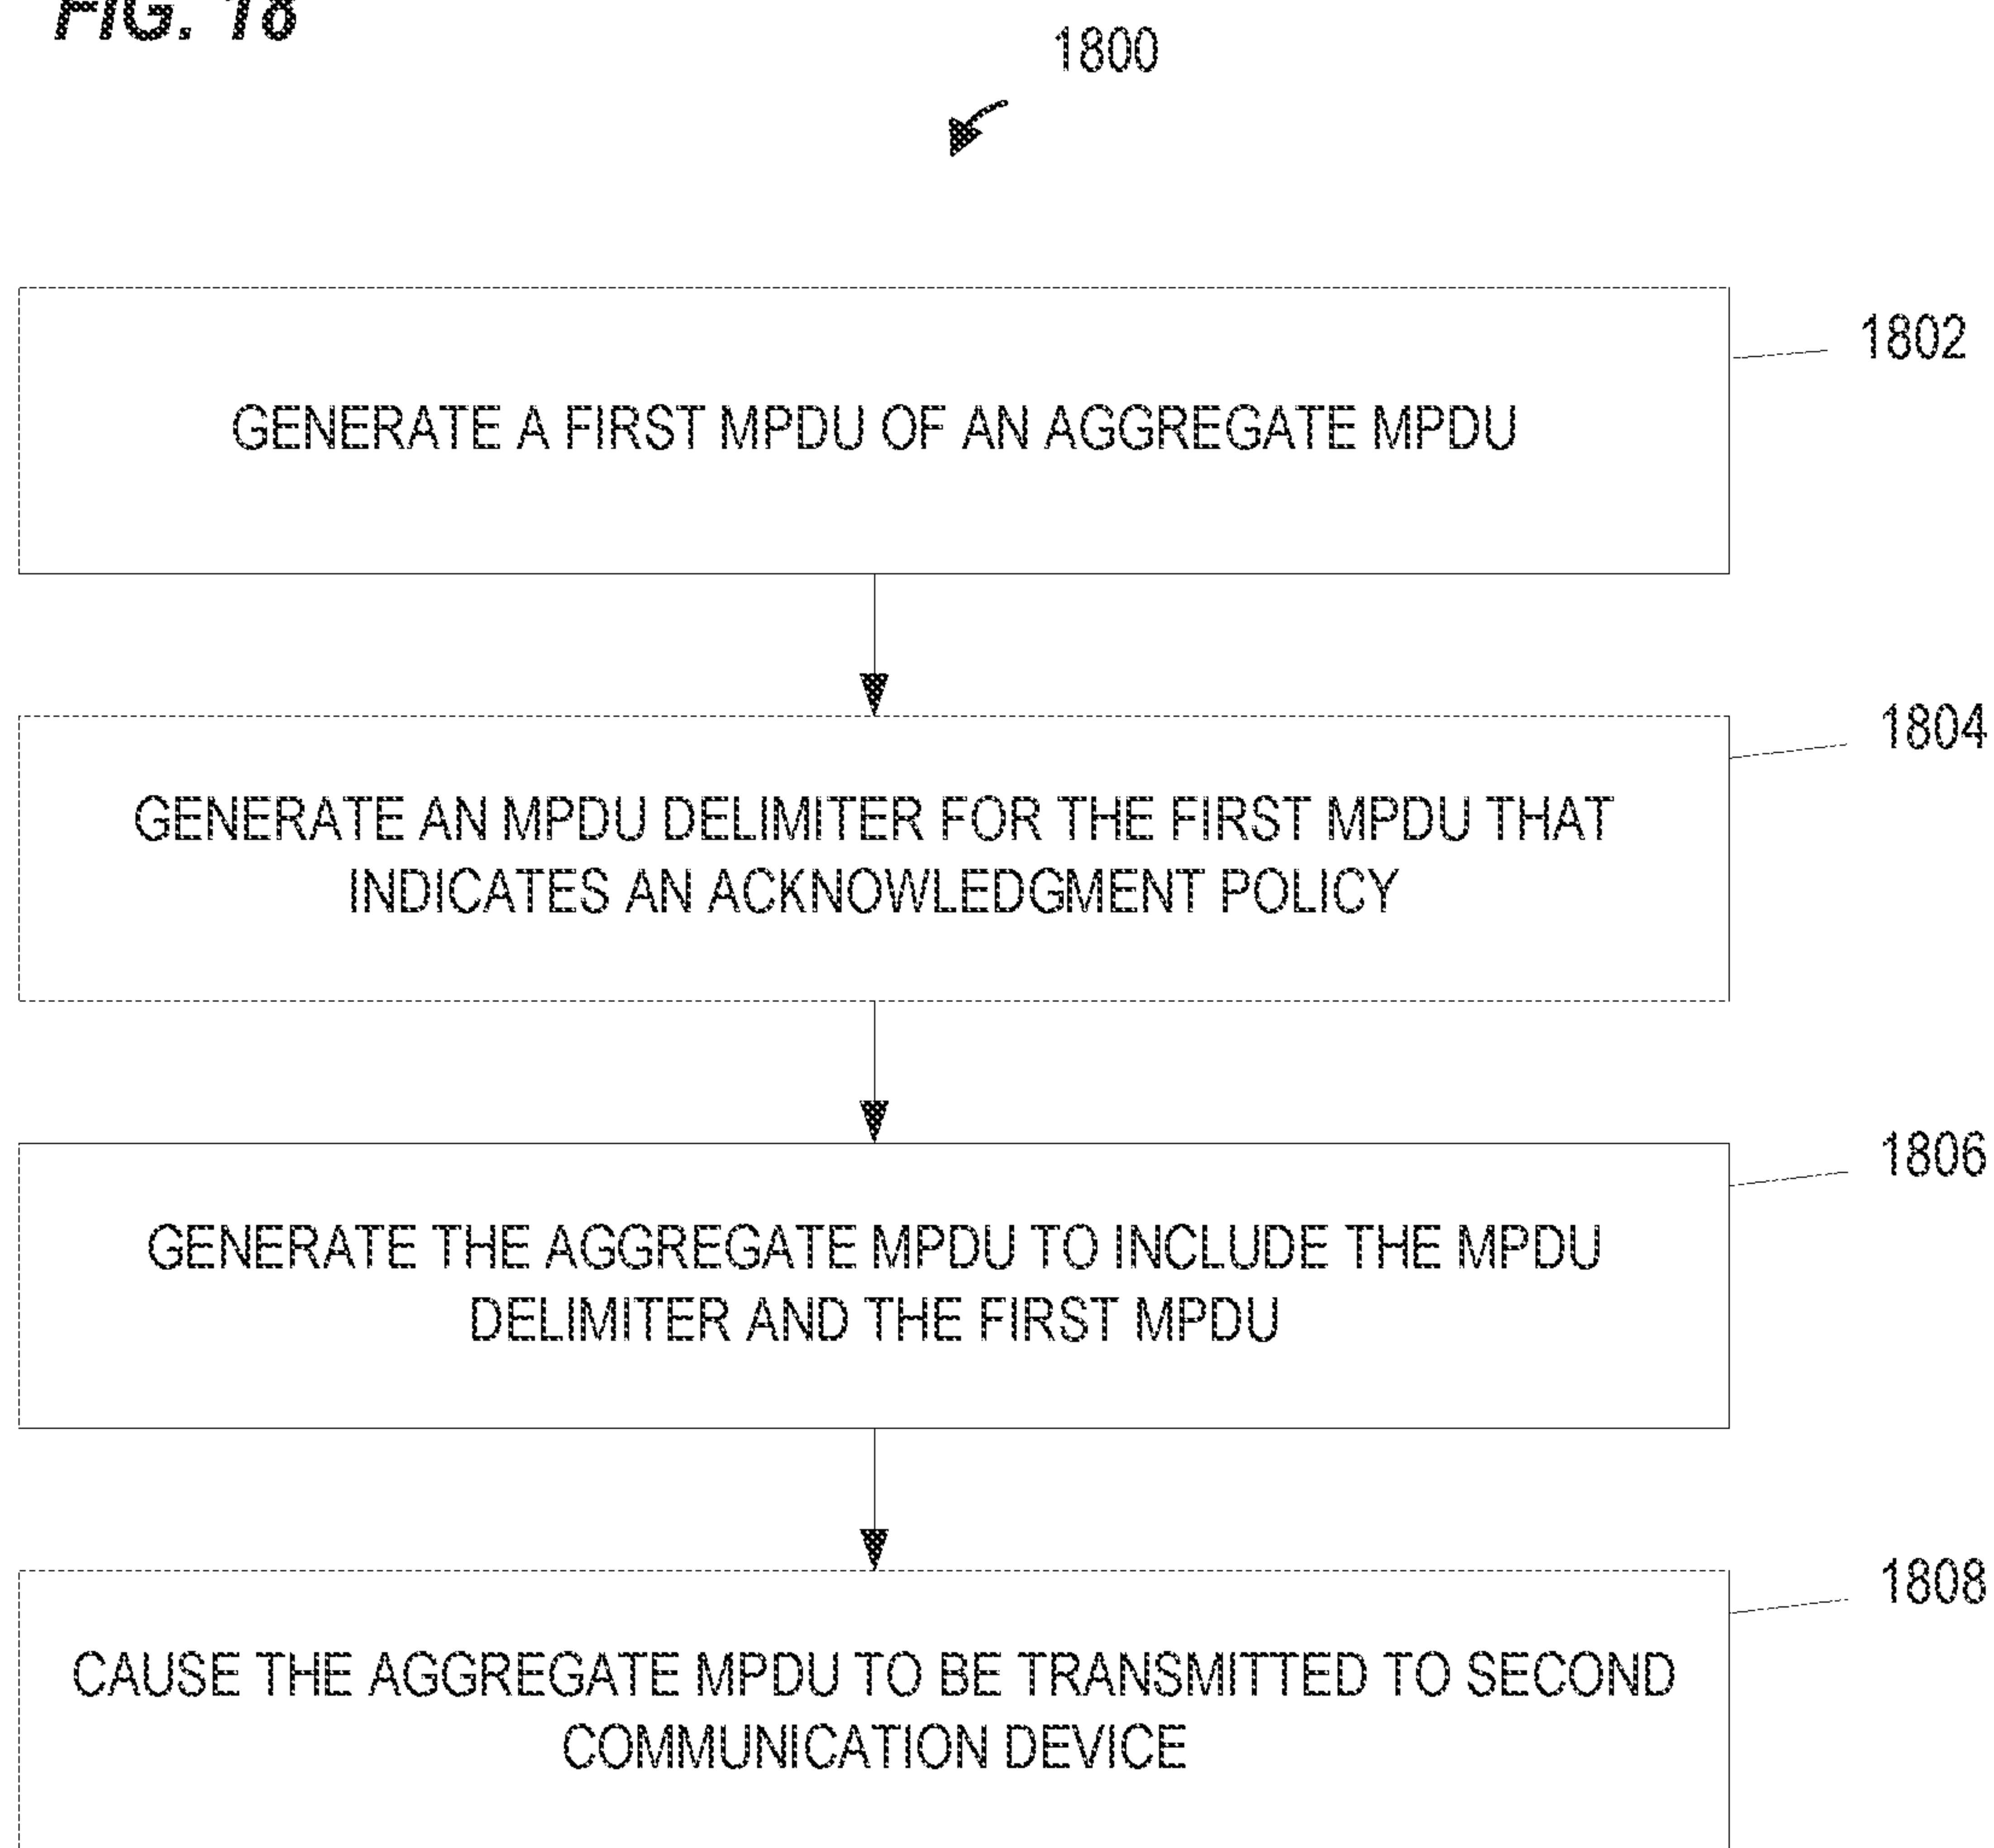 FIG. 18
1800
1802
GENERATE A FIRST MPDU OF AN AGGREGATE MPDU
1804
GENERATE AN MPDU DELIMITER FOR THE FIRST MPDU THAT
INDICATES AN ACKNOWLEDGMENT POLICY
1806
GENERATE THE AGGREGATE MPDU TO INCLUDE THE MPDU
DELIMITER AND THE FIRST MPDU
1808
CAUSE THE AGGREGATE MPDU TO BE TRANSMITTED TO SECOND
COMMUNICATION DEVICE